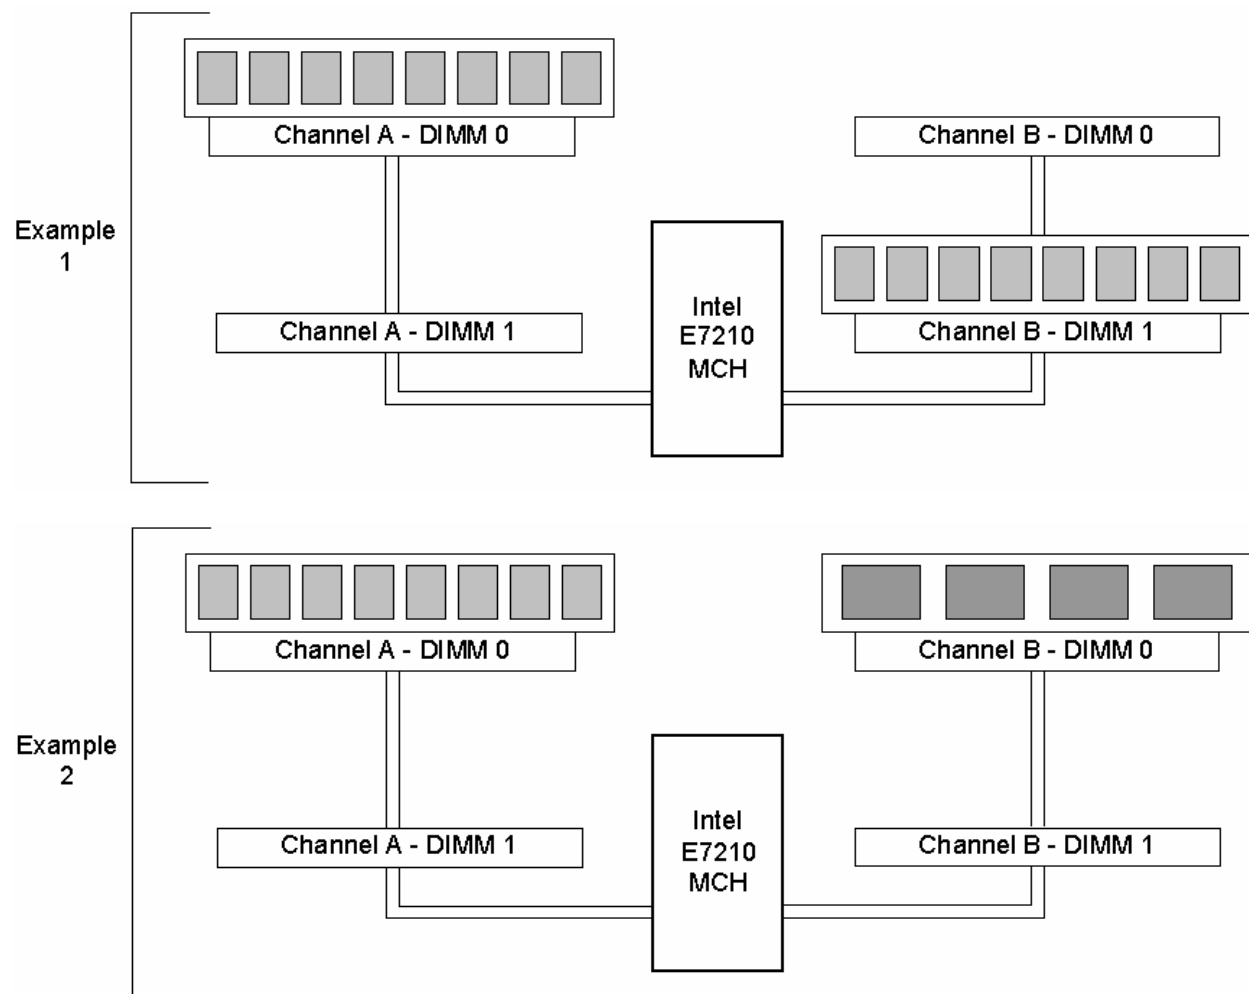 Channel A - DIMM 0
Channel B - DIMM 0
Example
1
Channel A - DIMM 1
Intel
E7210
MCH
Channel B - DIMM 1
Channel A - DIMM 0
Channel B - DIMM 0
Example
2
Channel A - DIMM 1
Intel
E7210
MCH
Channel B - DIMM 1